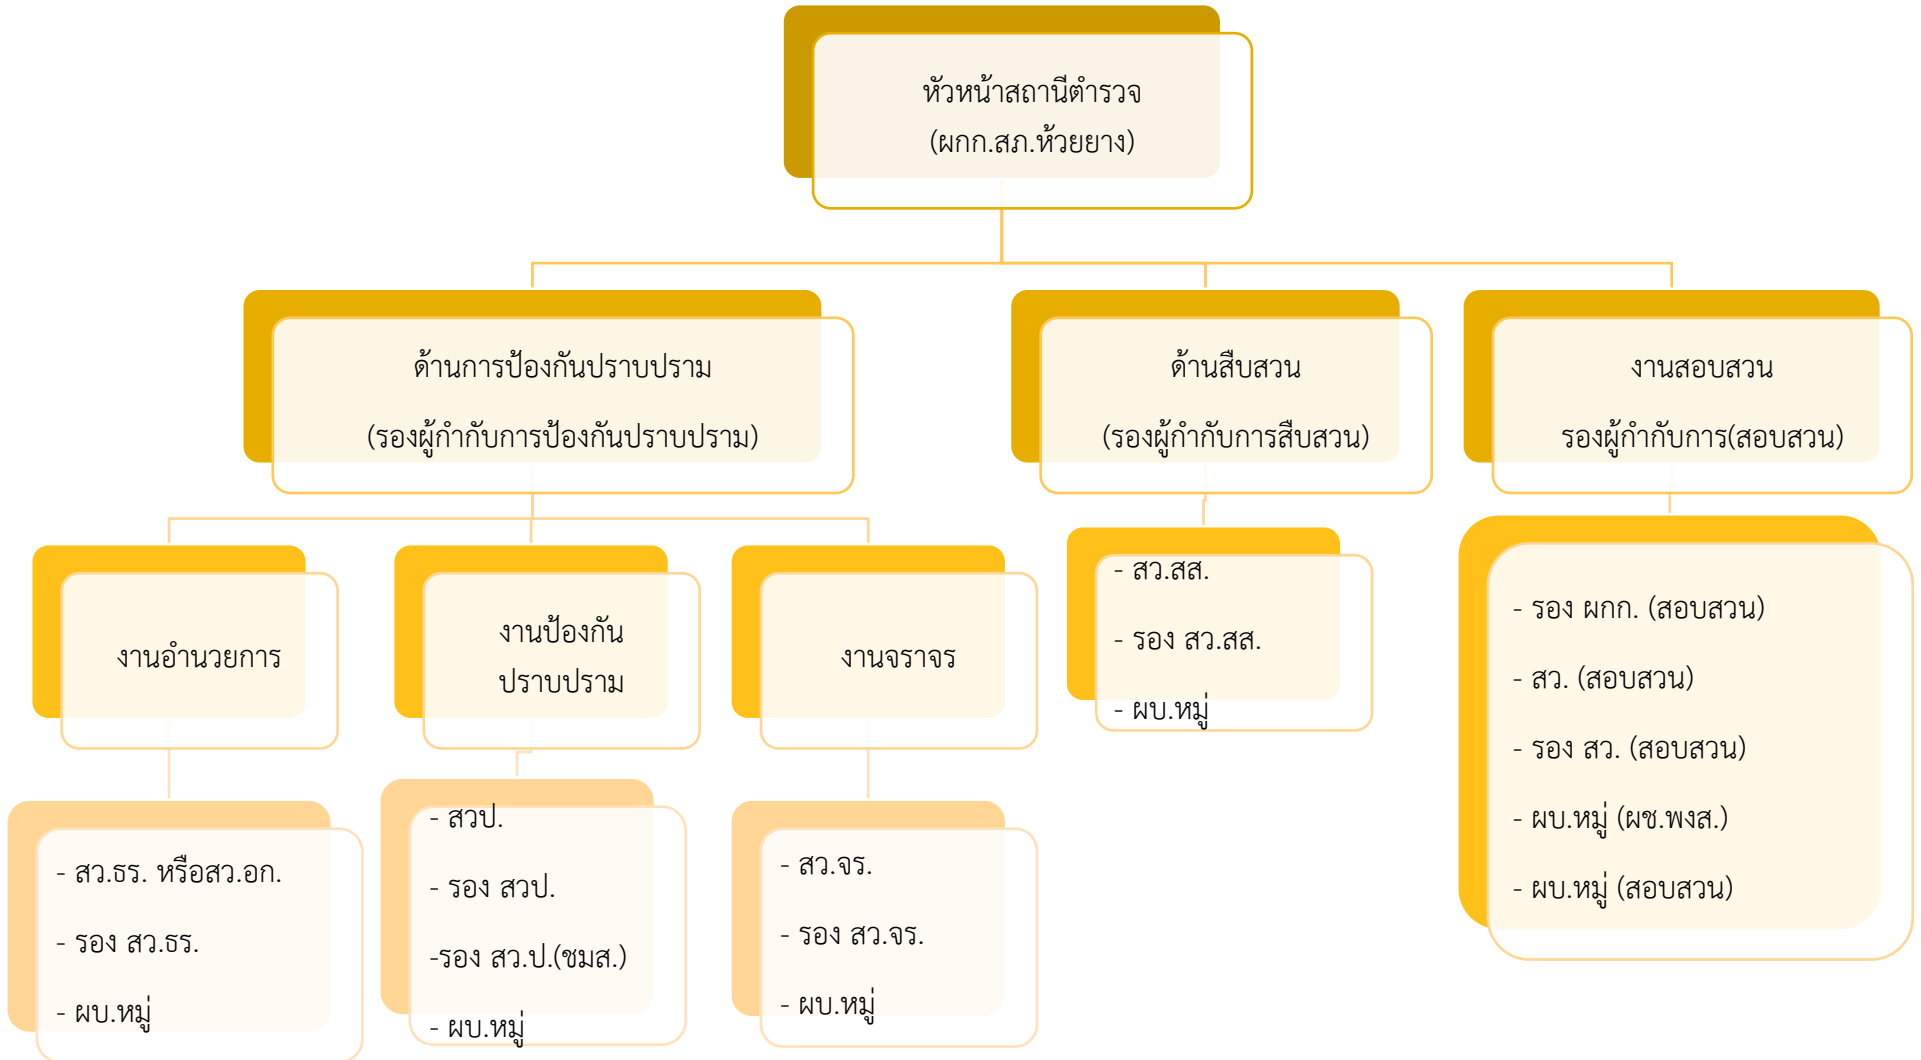 หัวหน้าสถานีตำรวจ
(ผกก.สภ.ห้วยยาง)
ด้านการป้องกันปราบปราม
(รองผู้กำกับการป้องกันปราบปราม)
ด้านสืบสวน
(รองผู้กำกับการสืบสวน)
งานสอบสวน
รองผู้กำกับการ(สอบสวน)
งานอำนวยการ
งานป้องกัน
ปราบปราม
งานจราจร
- สว.สส.
- รอง สว.สส.
- ผบ.หมู่
- รอง ผกก. (สอบสวน)
- สว. (สอบสวน)
- รอง สว. (สอบสวน)
- ผบ.หมู่ (ผช.พงส.)
- ผบ.หมู่ (สอบสวน)
- สว.ธร. หรือสว.อก.
- รอง สว.ธร.
- ผบ.หมู่
- สวป.
- รอง สวป.
-รอง สว.ป.(ชมส.)
- ผบ.หมู่
- สว.จร.
- รอง สว.จร.
- ผบ.หมู่